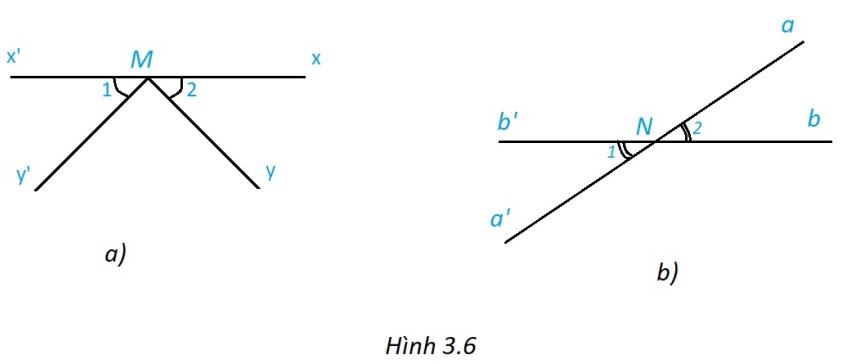 x' M x
1 2
y' y
a)
a
b' N 2 b
1
a'
b)
Hình 3.6